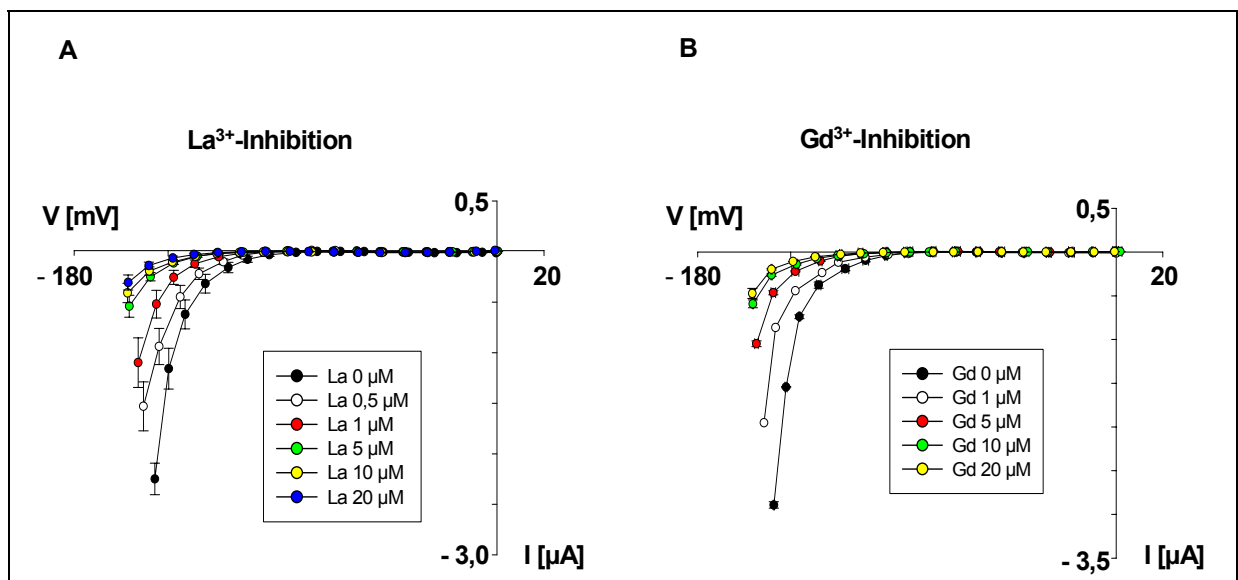 A
La³⁺-Inhibition
V [mV]
0,5
- 180
20
La 0 µM
La 0,5 µM
La 1 µM
La 5 µM
La 10 µM
La 20 µM
- 3,0
I [µA]
B
Gd³⁺-Inhibition
V [mV]
0,5
- 180
20
Gd 0 µM
Gd 1 µM
Gd 5 µM
Gd 10 µM
Gd 20 µM
- 3,5
I [µA]